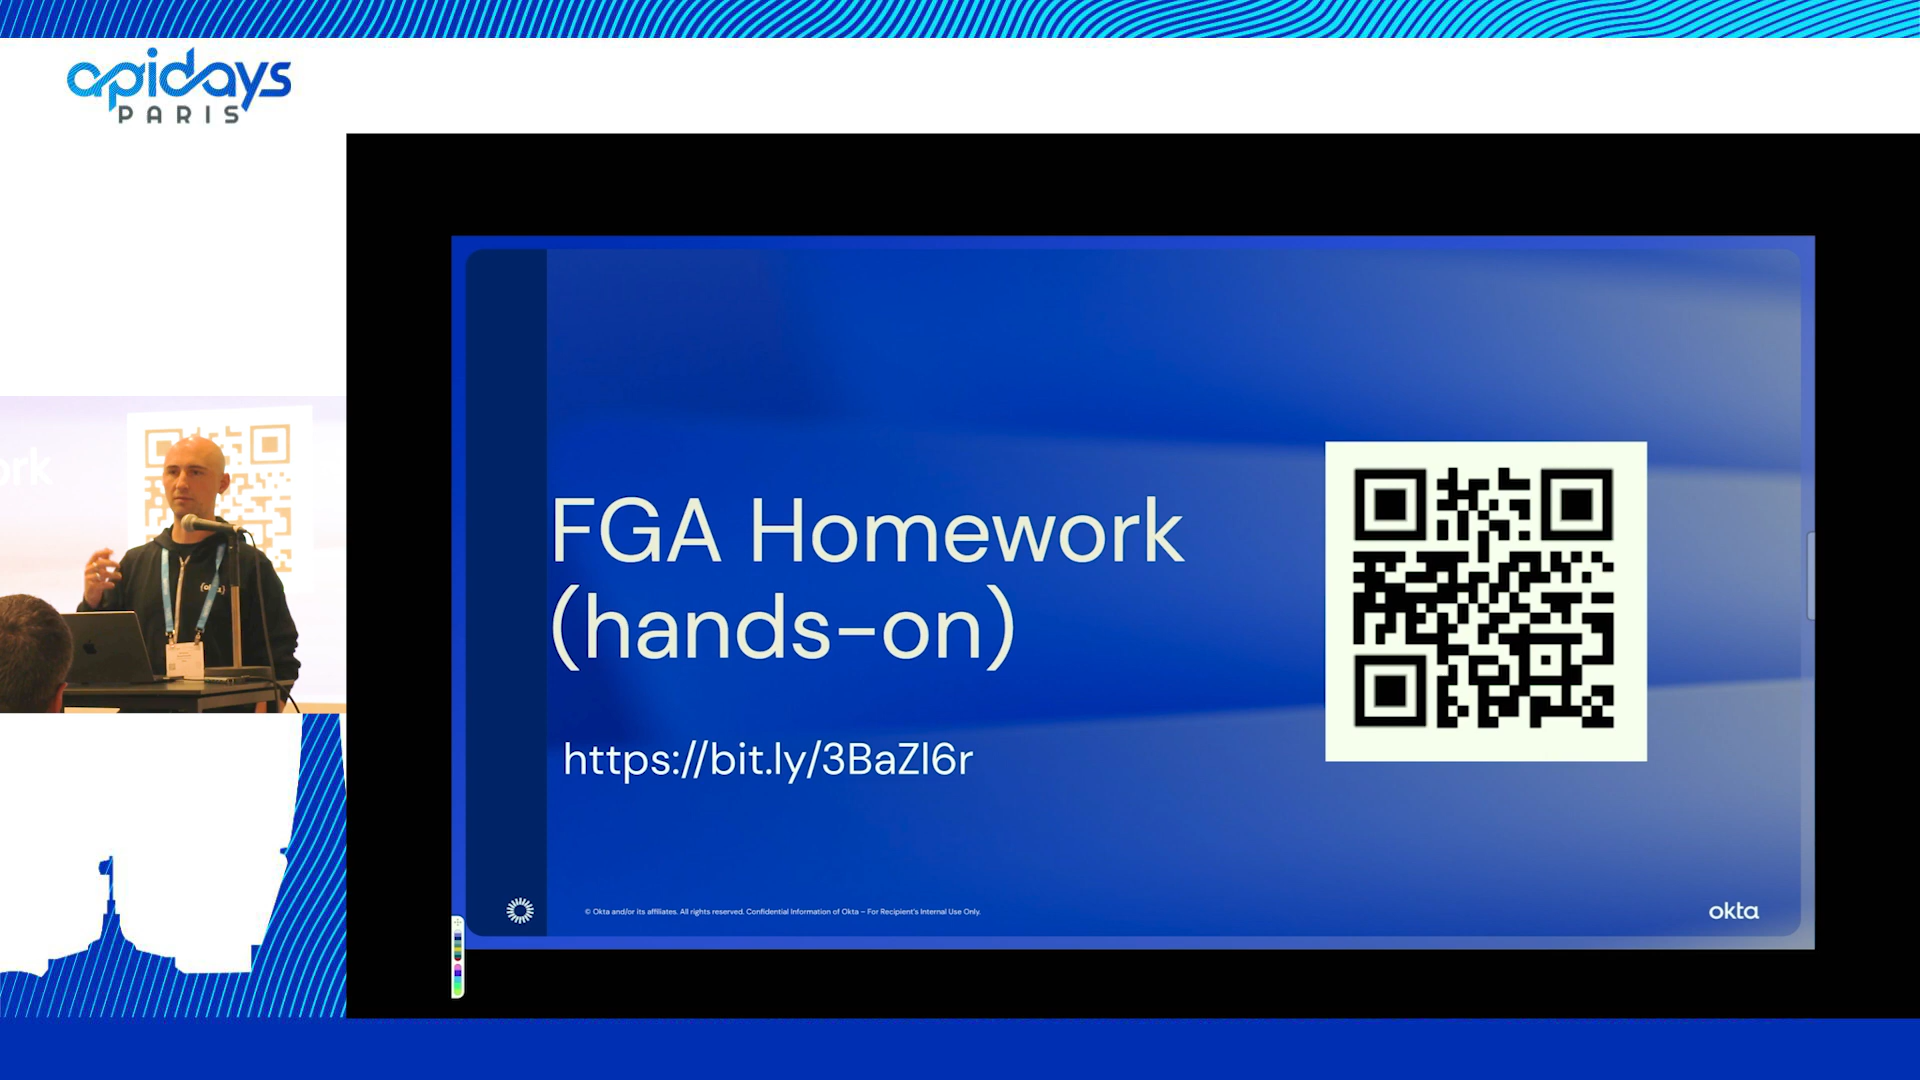 apidays
PARIS
FGA Homework
(hands-on)
https://bit.ly/3BaZl6r
© Okta and/or its affiliates. All rights reserved. Confidential Information of Okta – For Recipient's Internal Use Only.
okta
ork